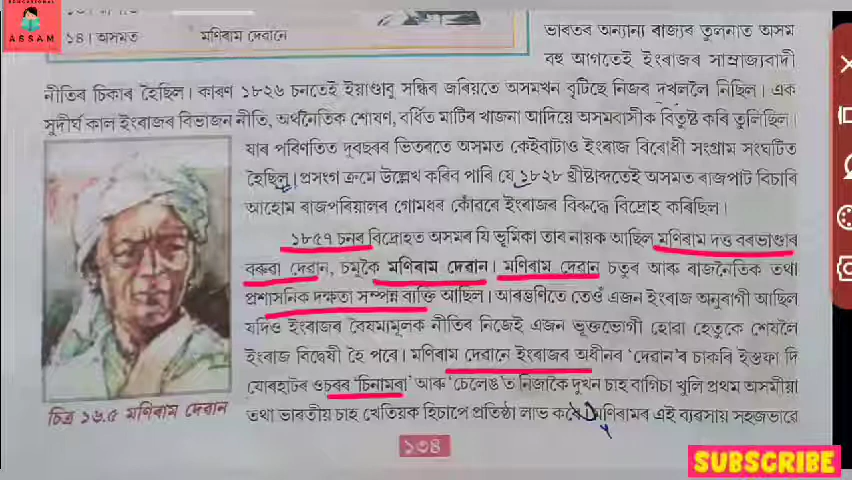 EDUCATIONAL
ASSAM
১৪। অসমত মণিৰাম দেৱানে
ভাৰতৰ অন্যান্য ৰাজ্যৰ তুলনাত অসম
বহু আগতেই ইংৰাজৰ সাম্ৰাজ্যবাদী
নীতিৰ চিকাৰ হৈছিল। কাৰণ ১৮২৬ চনতেই ইয়াণ্ডাবু সন্ধিৰ জৰিয়তে অসমখন বৃটিছে নিজৰ দখললৈ নিছিল। এক
সুদীৰ্ঘ কাল ইংৰাজৰ বিভাজন নীতি, অৰ্থনৈতিক শোষণ, বৰ্ধিত মাটিৰ খাজনা আদিয়ে অসমবাসীক বিতুষ্ট কৰি তুলিছিল।
যাৰ পৰিণতিত দুবছৰৰ ভিতৰতে অসমত কেইবাটাও ইংৰাজ বিৰোধী সংগ্ৰাম সংঘটিত
হৈছিল। প্ৰসংগ ক্ৰমে উল্লেখ কৰিব পাৰি যে ১৮২৮ খ্ৰীষ্টাব্দতেই অসমত ৰাজপাট বিচাৰি
আহোম ৰাজপৰিয়ালৰ গোমধৰ কোঁৱৰে ইংৰাজৰ বিৰুদ্ধে বিদ্ৰোহ কৰিছিল।
১৮৫৭ চনৰ বিদ্ৰোহত অসমৰ যি ভূমিকা তাৰ নায়ক আছিল মণিৰাম দত্ত বৰভাণ্ডাৰ
বৰুৱা দেৱান, চমুকৈ মণিৰাম দেৱান। মণিৰাম দেৱান চতুৰ আৰু ৰাজনৈতিক তথা
প্ৰশাসনিক দক্ষতা সম্পন্ন ব্যক্তি আছিল। আৰম্ভণিতে তেওঁ এজন ইংৰাজ অনুৰাগী আছিল
যদিও ইংৰাজৰ বৈষম্যমূলক নীতিৰ নিজেই এজন ভূক্তভোগী হোৱা হেতুকে শেষলৈ
ইংৰাজ বিদ্বেষী হৈ পৰে। মণিৰাম দেৱানে ইংৰাজৰ অধীনৰ ‘দেৱান’ৰ চাকৰি ইস্তফা দি
যোৰহাটৰ ওচৰৰ ‘চিনামৰা’ আৰু ‘চেলেঙ’ত নিজাকৈ দুখন চাহ বাগিচা খুলি প্ৰথম অসমীয়া
তথা ভাৰতীয় চাহ খেতিয়ক হিচাপে প্ৰতিষ্ঠা লাভ কৰে। মণিৰামৰ এই ব্যৱসায় সহজভাৱে
চিত্ৰ ১৬.৫ মণিৰাম দেৱান
১৩৪
SUBSCRIBE